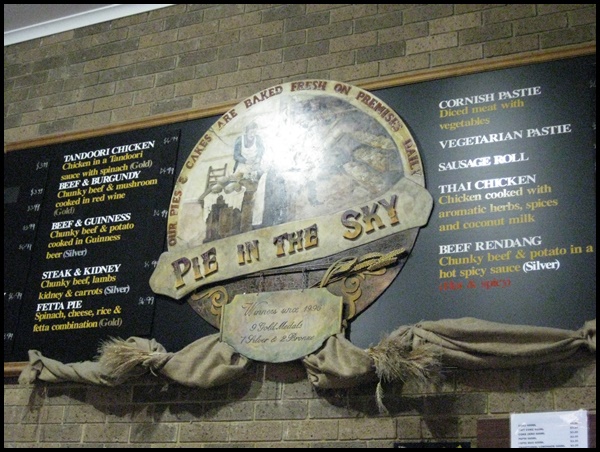 TANDOORI CHICKEN
Chicken in a Tandoori
sauce with spinach (Gold)
BEEF & BURGUNDY
Chunky beef & mushroom
cooked in red wine
(Gold)
BEEF & GUINNESS
Chunky beef & potato
cooked in Guinness
beer (Silver)
STEAK & KIDNEY
Chunky beef, lambs
kidney & carrots (Silver)
FETTA PIE
Spinach, cheese, rice &
fetta combination (Gold)
OUR PIES & CAKES ARE BAKED FRESH ON PREMISES DAILY
PIE IN THE SKY
Winners since 1996
9 Gold Medals
7 Silver & 2 Bronze
CORNISH PASTIE
Diced meat with
vegetables
VEGETARIAN PASTIE
SAUSAGE ROLL
THAI CHICKEN
Chicken cooked with
aromatic herbs, spices
and coconut milk
BEEF RENDANG
Chunky beef & potato in a
hot spicy sauce (Silver)